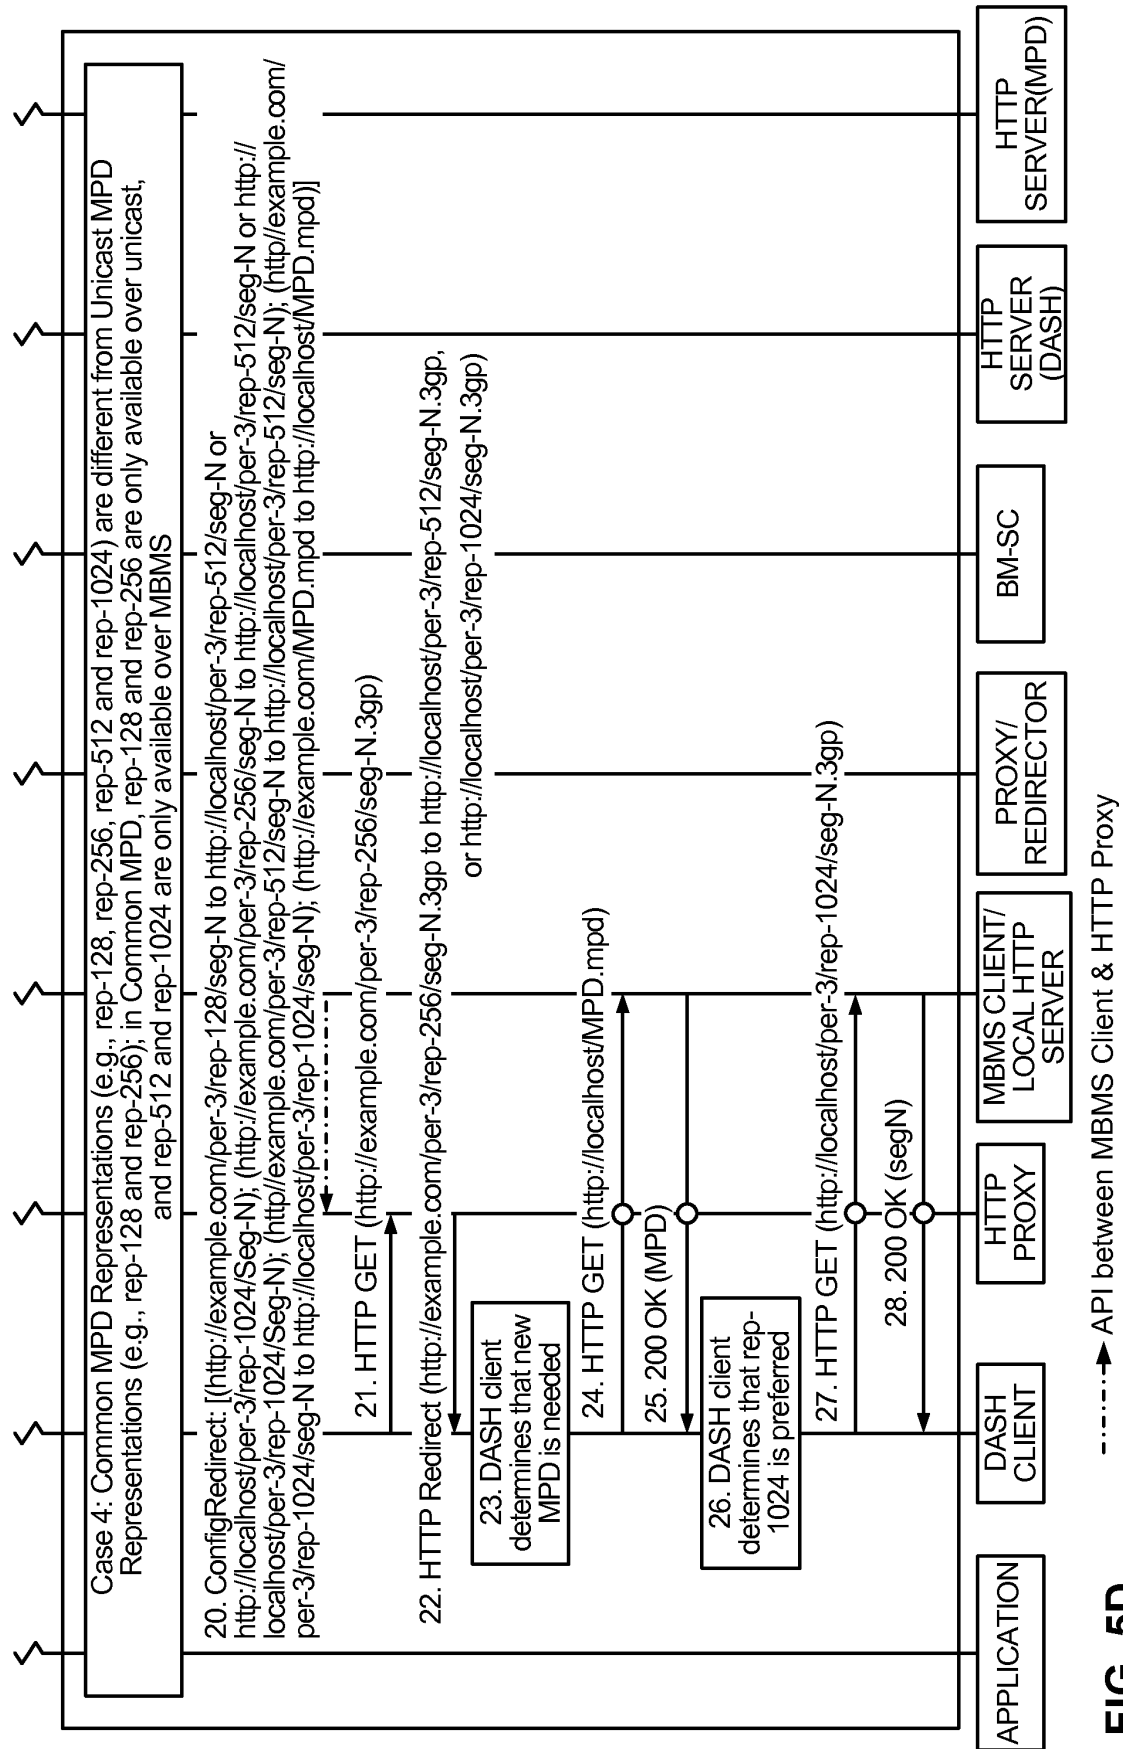 Case 4: Common MPD Representations (e.g., rep-128, rep-256, rep-512 and rep-1024) are different from Unicast MPD
Representations (e.g., rep-128 and rep-256); in Common MPD, rep-128 and rep-256 are only available over unicast,
and rep-512 and rep-1024 are only available over MBMS
20. ConfigRedirect: [(http://example.com/per-3/rep-128/seg-N to http://localhost/per-3/rep-512/seg-N or
http://localhost/per-3/rep-1024/Seg-N); (http://example.com/per-3/rep-256/seg-N to http://localhost/per-3/rep-512/seg-N or http://
localhost/per-3/rep-1024/Seg-N); (http//example.com/per-3/rep-512/seg-N to http://localhost/per-3/rep-512/seg-N); (http//example.com/
per-3/rep-1024/seg-N to http://localhost/per-3/rep-1024/seg-N); (http://example.com/MPD.mpd to http://localhost/MPD.mpd)]
21. HTTP GET (http://example.com/per-3/rep-256/seg-N.3gp)
22. HTTP Redirect (http://example.com/per-3/rep-256/seg-N.3gp to http://localhost/per-3/rep-512/seg-N.3gp,
or http://localhost/per-3/rep-1024/seg-N.3gp)
23. DASH client
determines that new
MPD is needed
24. HTTP GET (http://localhost/MPD.mpd)
25. 200 OK (MPD)
26. DASH client
determines that rep-
1024 is preferred
27. HTTP GET (http://localhost/per-3/rep-1024/seg-N.3gp)
28. 200 OK (segN)
APPLICATION
DASH
CLIENT
HTTP
PROXY
MBMS CLIENT/
LOCAL HTTP
SERVER
PROXY/
REDIRECTOR
BM-SC
HTTP
SERVER
(DASH)
HTTP
SERVER(MPD)
API between MBMS Client & HTTP Proxy
FIG. 5D